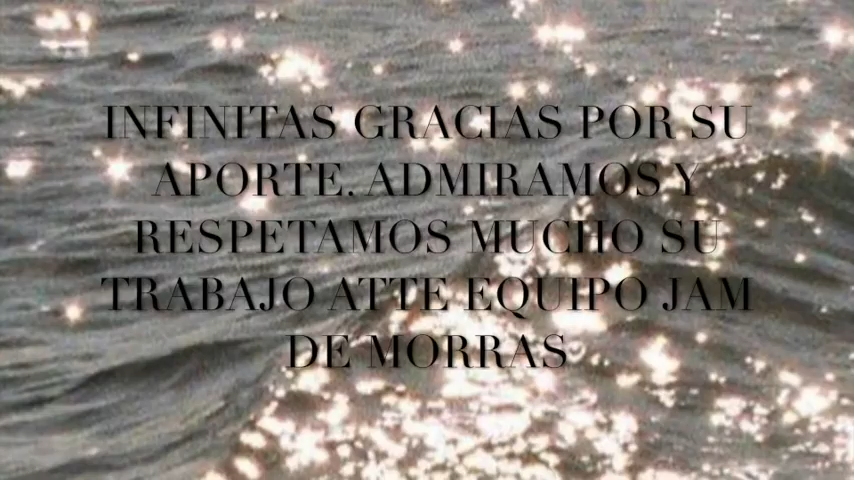 INFINITAS GRACIAS POR SU
APORTE. ADMIRAMOS Y
RESPETAMOS MUCHO SU
TRABAJO ATTE EQUIPO JAM
DE MORRAS